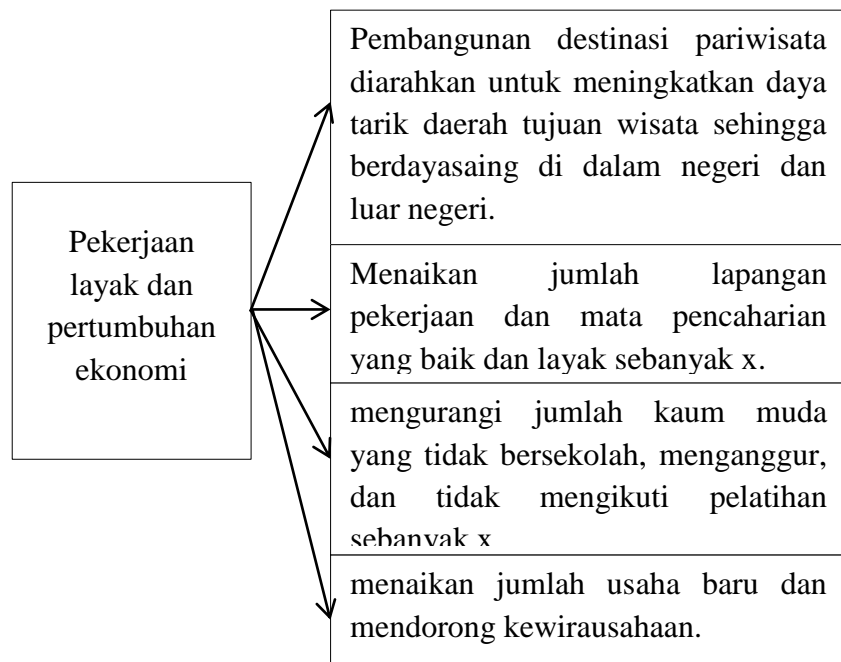 Pekerjaan
layak dan
pertumbuhan
ekonomi
Pembangunan destinasi pariwisata
diarahkan untuk meningkatkan daya
tarik daerah tujuan wisata sehingga
berdayasaing di dalam negeri dan
luar negeri.
Menaikan jumlah lapangan
pekerjaan dan mata pencaharian
yang baik dan layak sebanyak x.
mengurangi jumlah kaum muda
yang tidak bersekolah, menganggur,
dan tidak mengikuti pelatihan
sebanyak x
menaikan jumlah usaha baru dan
mendorong kewirausahaan.